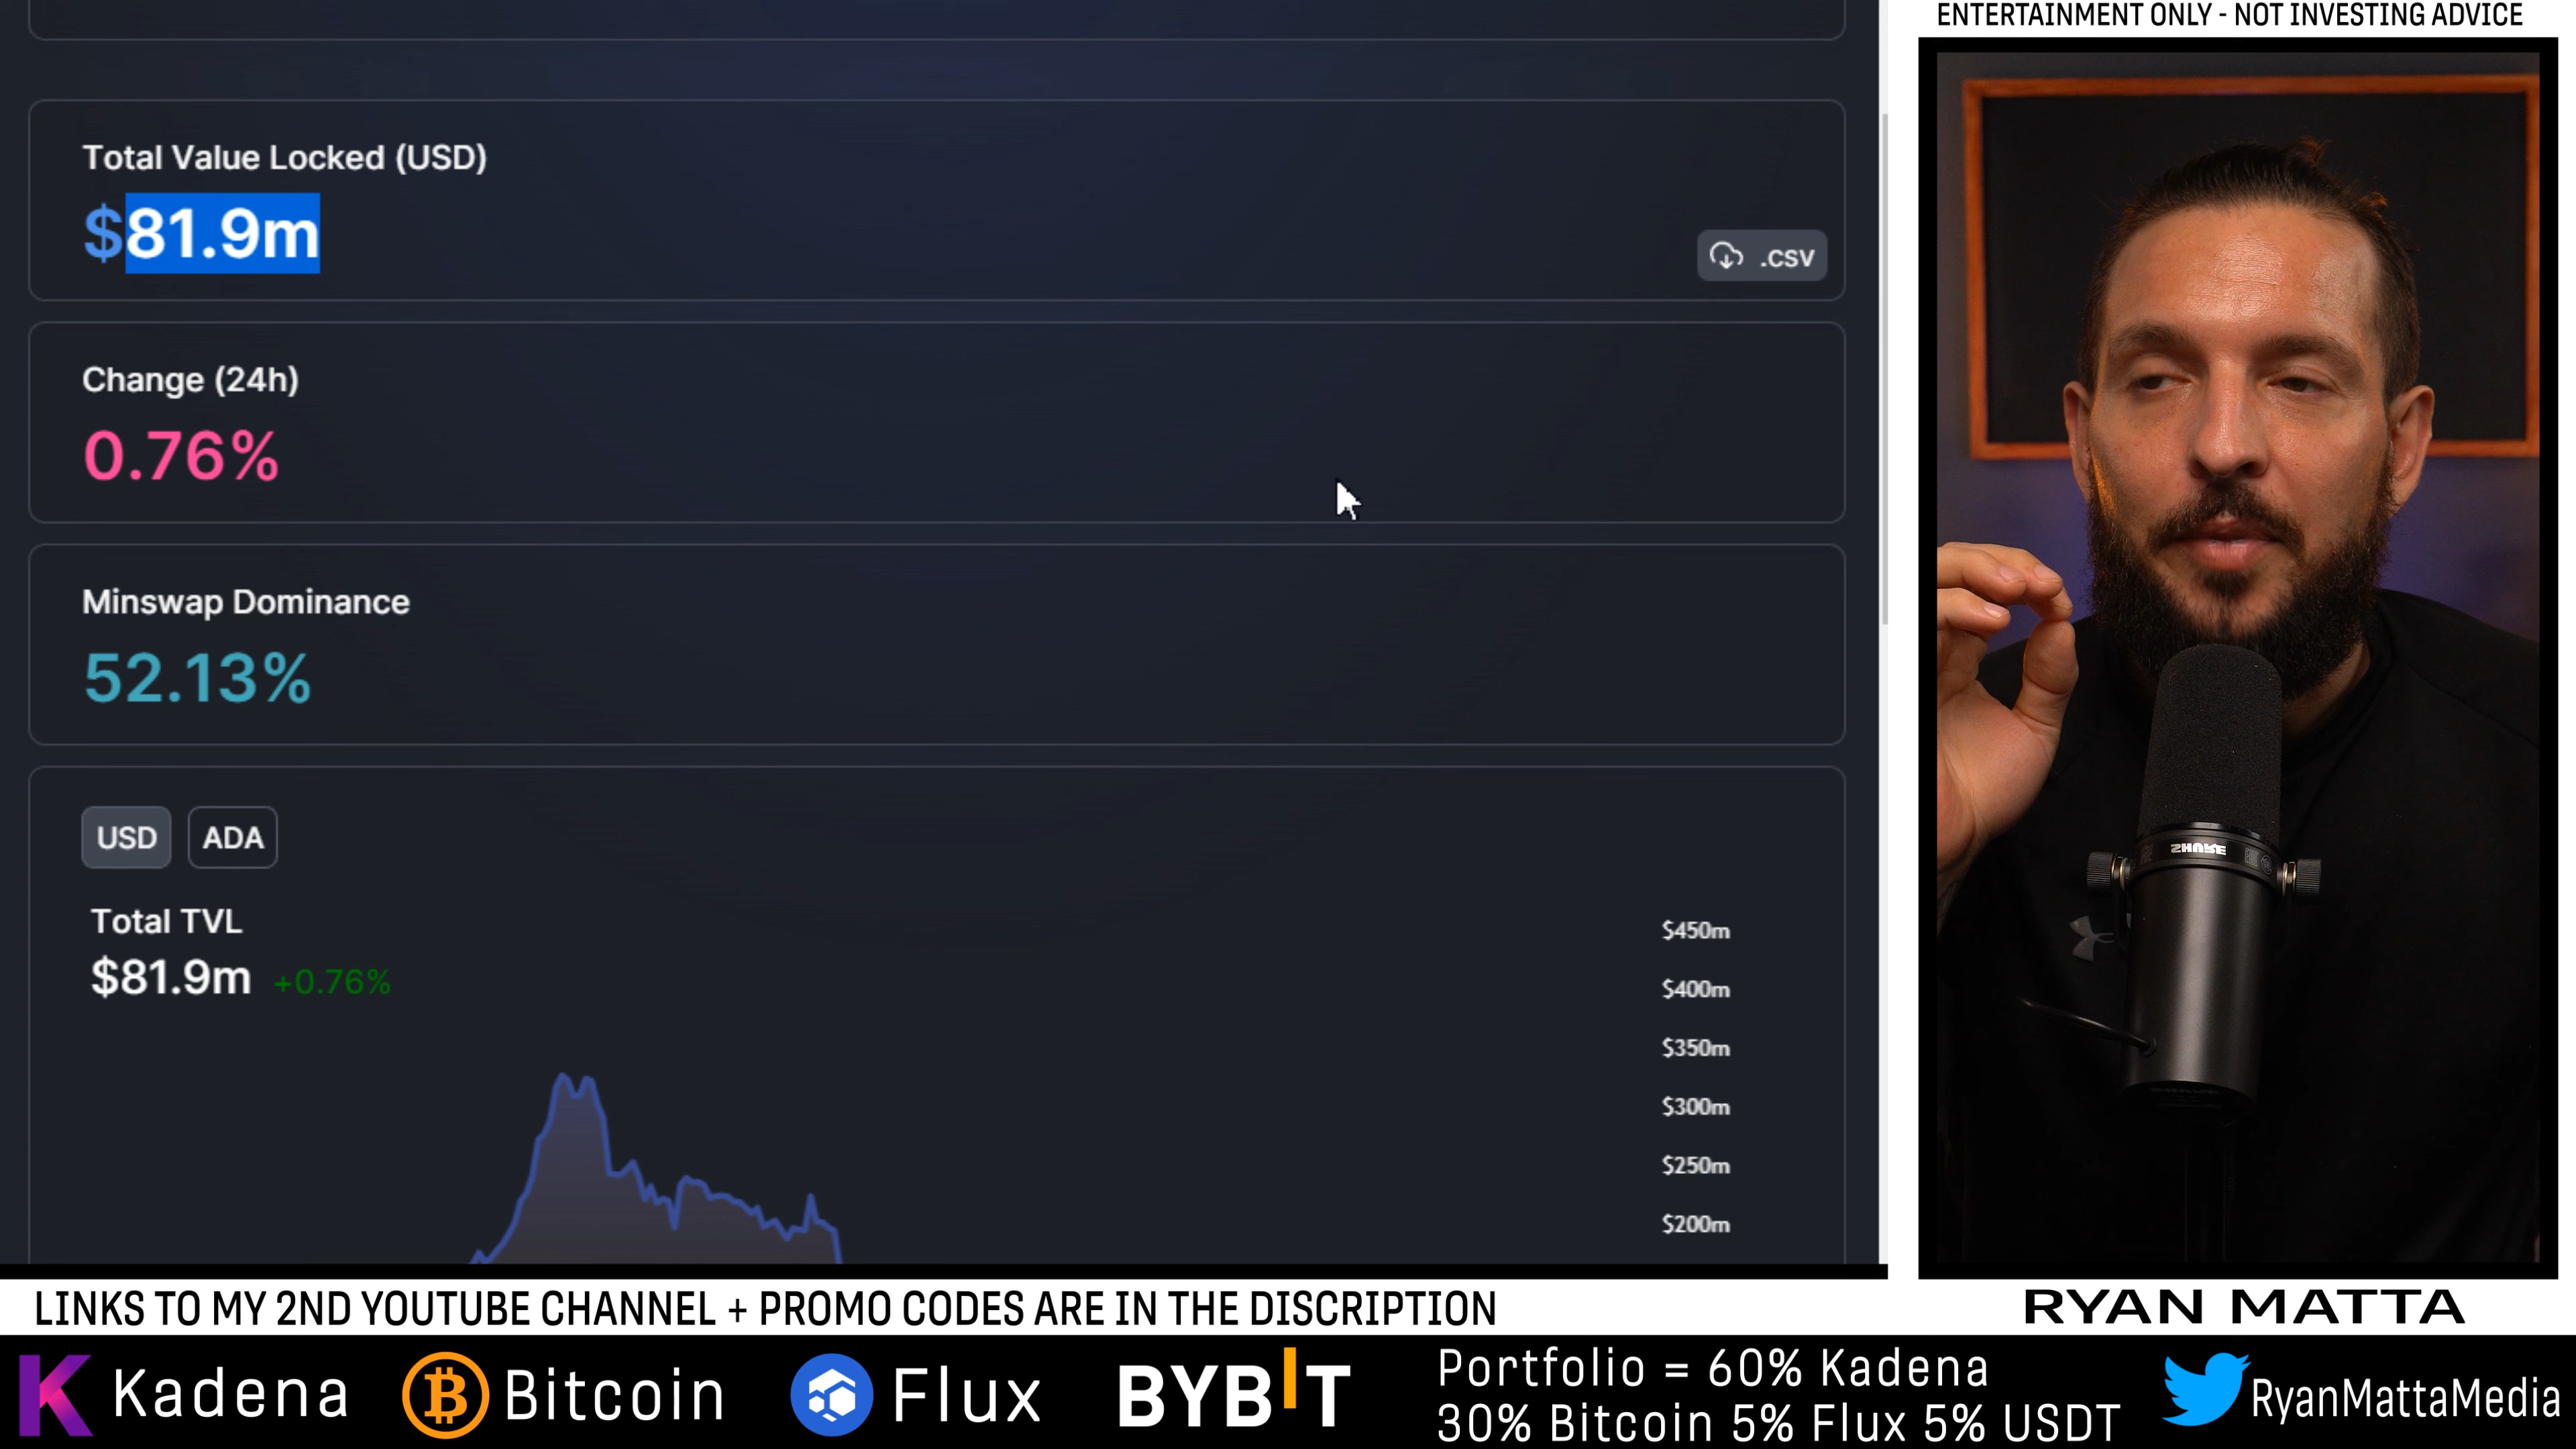 ENTERTAINMENT ONLY - NOT INVESTING ADVICE
Total Value Locked (USD)
$81.9m
.csv
Change (24h)
0.76%
Minswap Dominance
52.13%
USD
ADA
Total TVL
$81.9m +0.76%
$450m
$400m
$350m
$300m
$250m
$200m
SHURE
LINKS TO MY 2ND YOUTUBE CHANNEL + PROMO CODES ARE IN THE DISCRIPTION
RYAN MATTA
Kadena
Bitcoin
Flux
BYBIT
Portfolio = 60% Kadena
30% Bitcoin 5% Flux 5% USDT
RyanMattaMedia